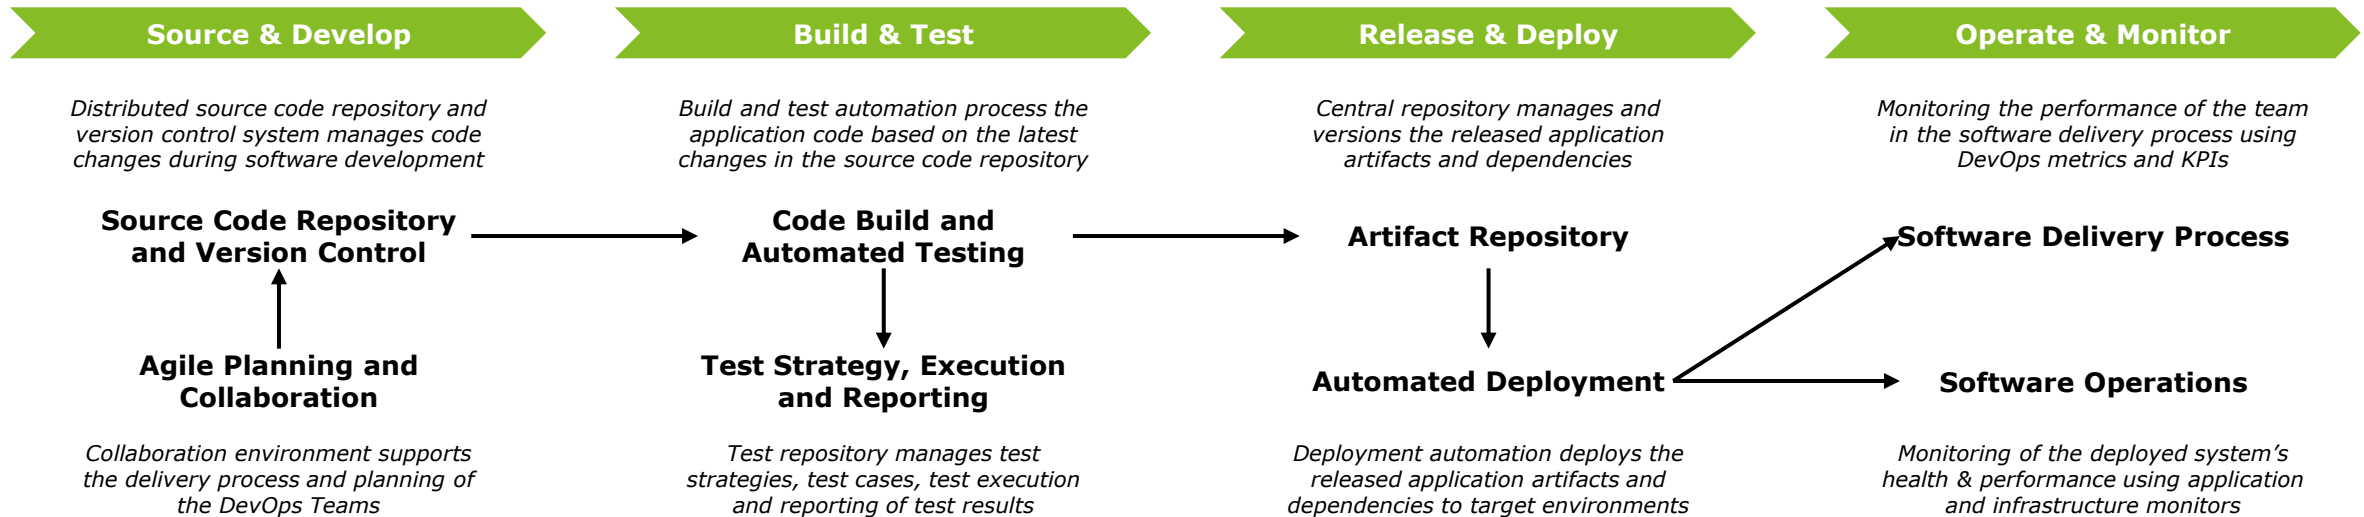 Source & Develop
Build & Test
Release & Deploy
Operate & Monitor
Distributed source code repository and
version control system manages code
changes during software development
Build and test automation process the
application code based on the latest
changes in the source code repository
Central repository manages and
versions the released application
artifacts and dependencies
Monitoring the performance of the team
in the software delivery process using
DevOps metrics and KPIs
Source Code Repository
and Version Control
Code Build and
Automated Testing
Artifact Repository
Software Delivery Process
Agile Planning and
Collaboration
Test Strategy, Execution
and Reporting
Automated Deployment
Software Operations
Collaboration environment supports
the delivery process and planning of
the DevOps Teams
Test repository manages test
strategies, test cases, test execution
and reporting of test results
Deployment automation deploys the
released application artifacts and
dependencies to target environments
Monitoring of the deployed system’s
health & performance using application
and infrastructure monitors